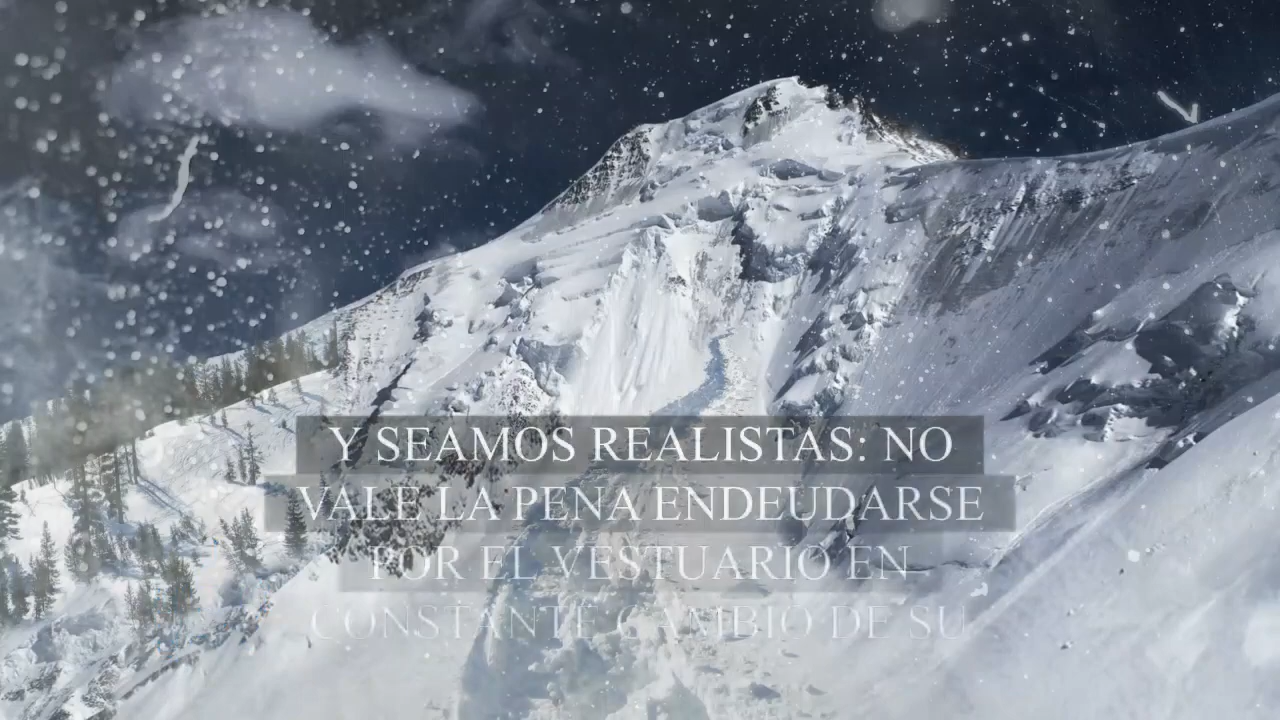 Y SEAMOS REALISTAS: NO
VALE LA PENA ENDEUDARSE
POR EL VESTUARIO EN
CONSTANTE CAMBIO DE SU